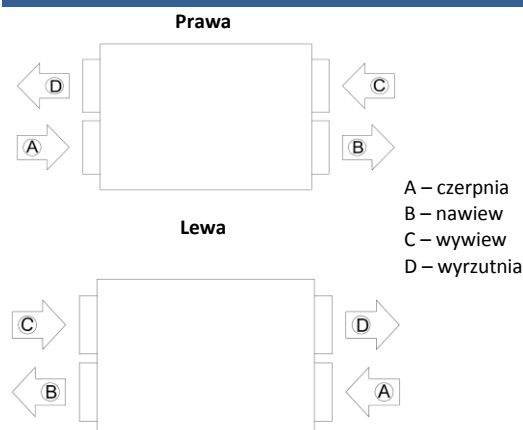 Prawa
D
C
A
B
A – czerpnia
B – nawiew
C – wywiew
D – wyrzutnia
Lewa
C
D
B
A